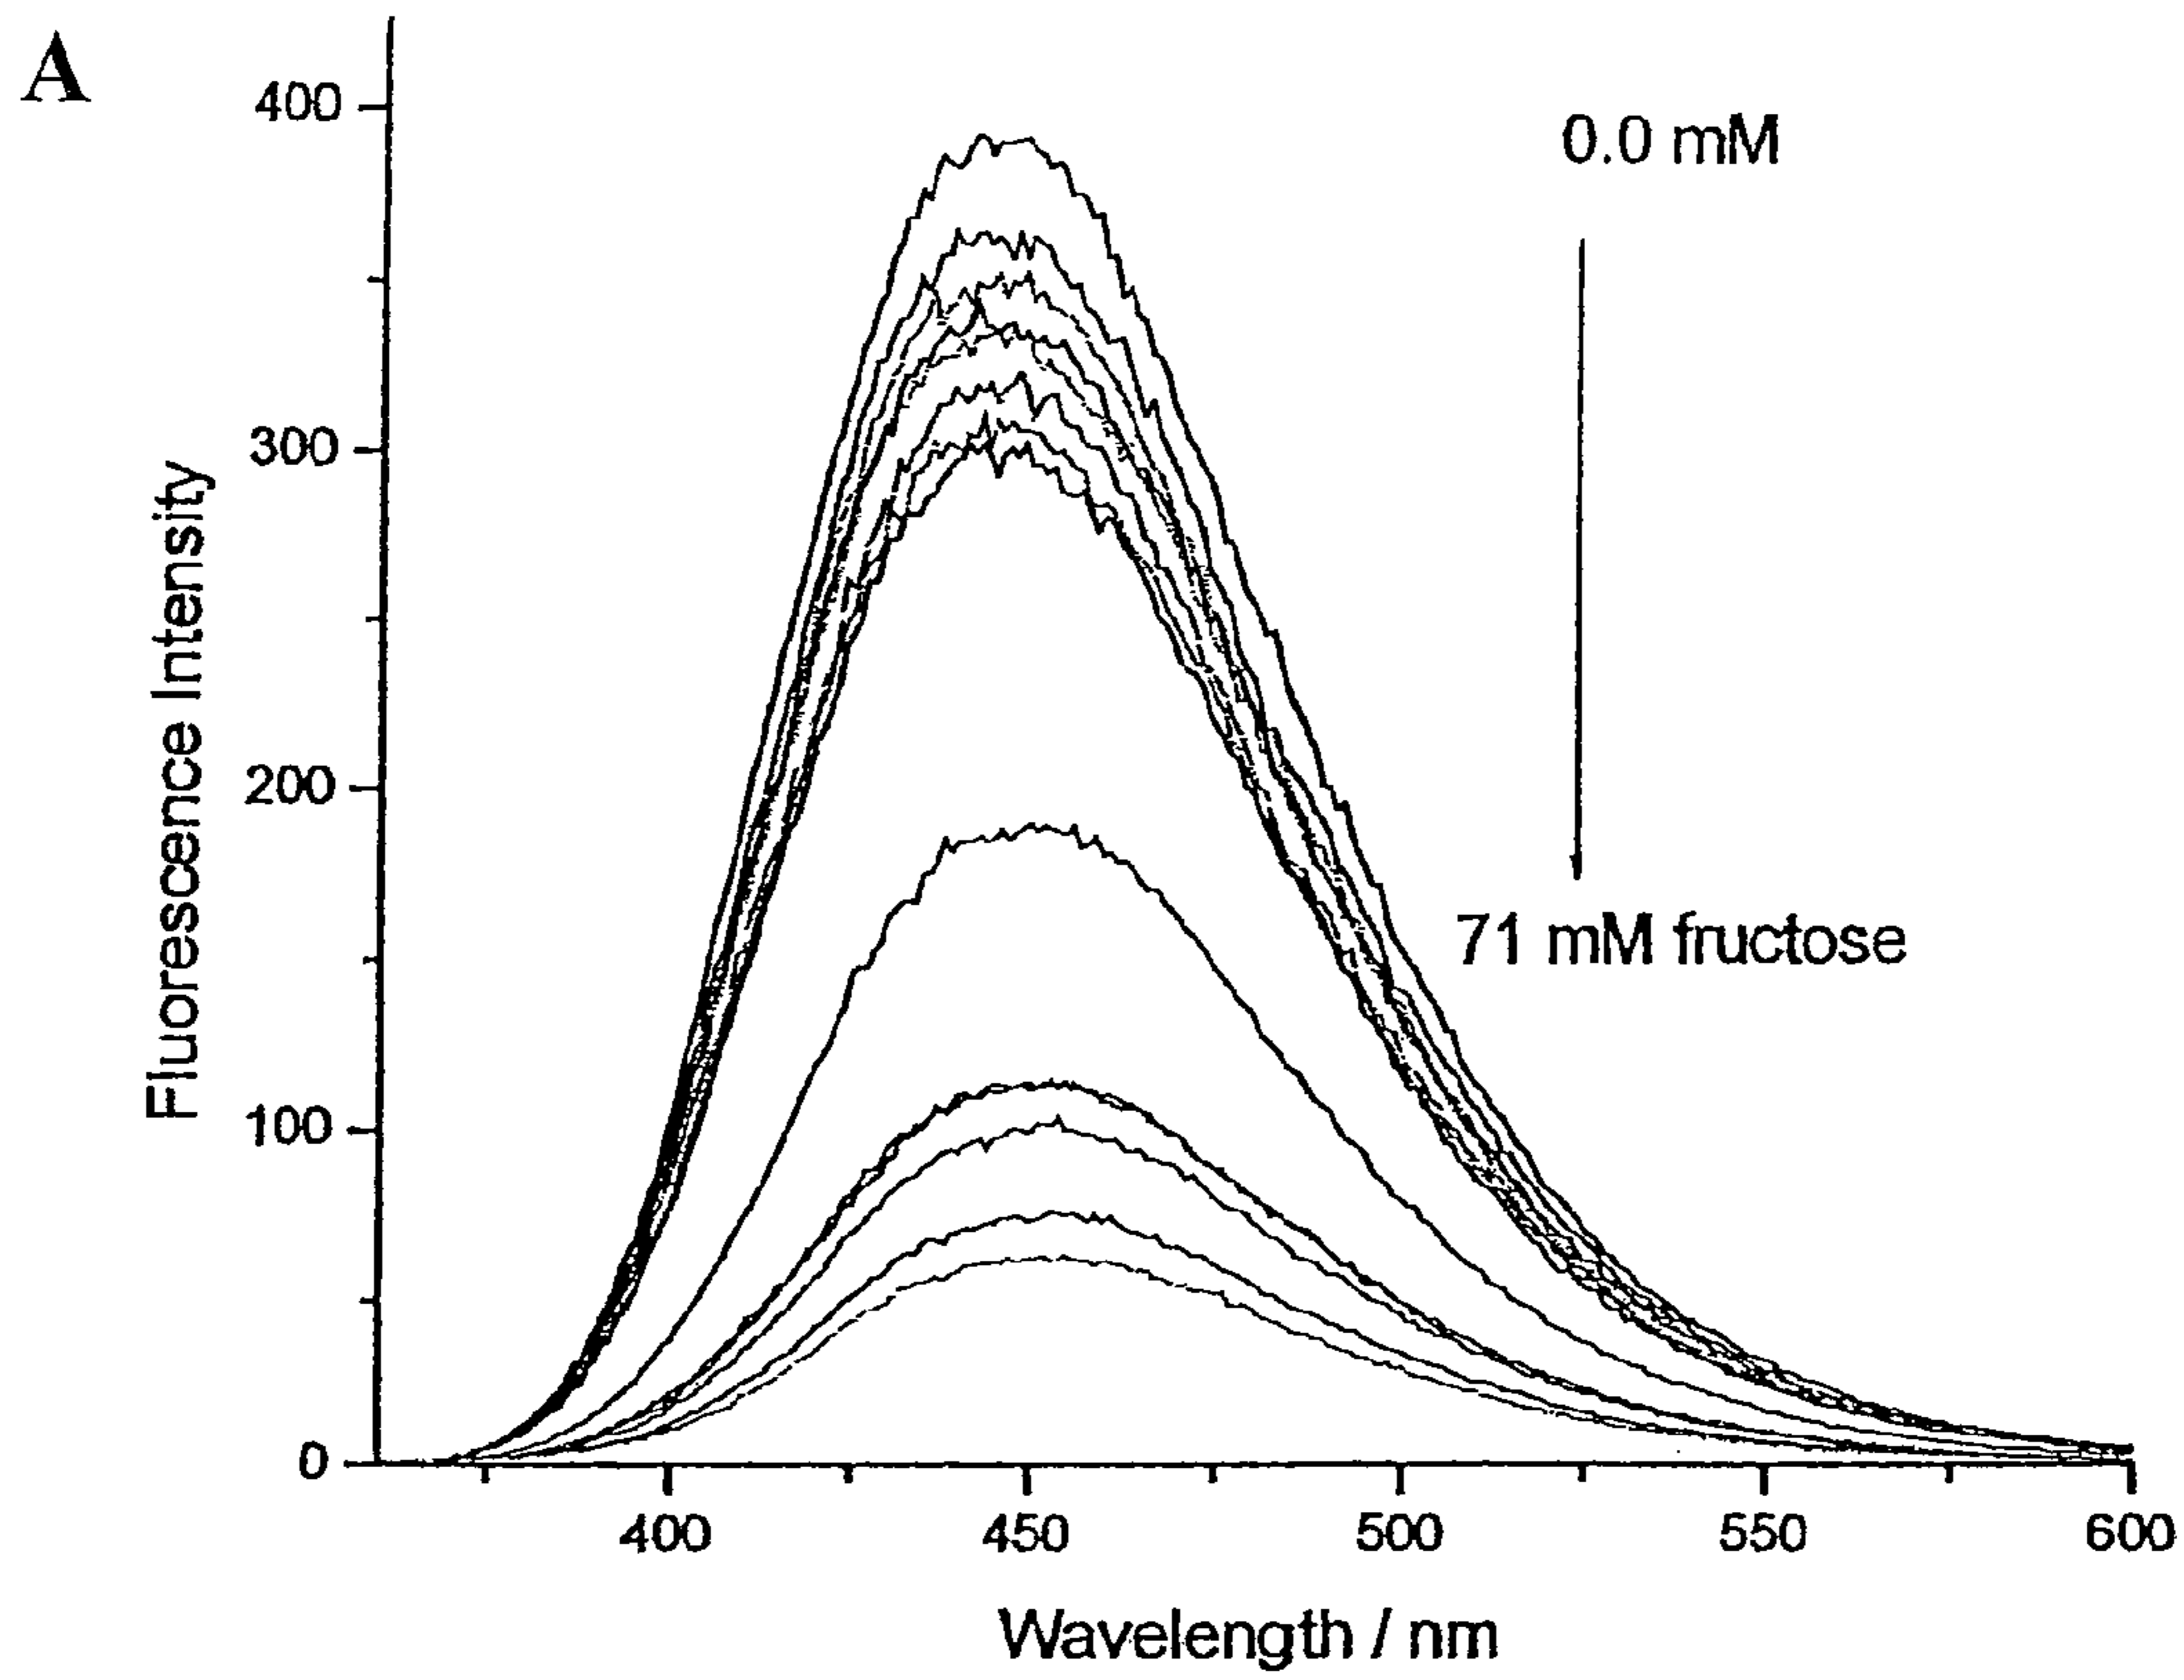 A
400
300
200
100
0
Fluorescence Intensity
0.0 mM
71 mM fructose
400 450 500 550 600
Wavelength / nm